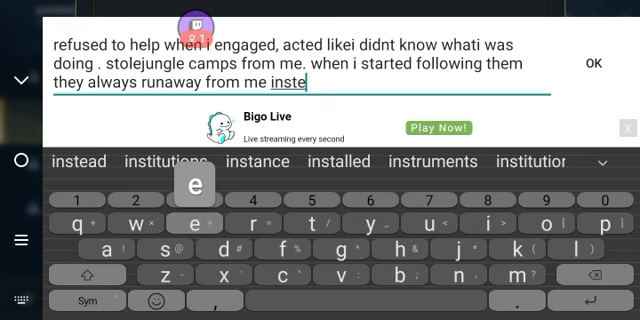 1
refused to help when i engaged, acted likei didnt know whati was
doing . stolejungle camps from me. when i started following them
they always runaway from me inste
OK
Bigo Live
Live streaming every second
Play Now!
X
instead institutions instance installed instruments institution
e
1 2 4 5 6 7 8 9 0
q + w × e ÷ r = t / y _ u < i > o [ p ]
a ! s @ d # f % g ^ h & j * k ( l )
z - x ' c " v : b ; n , m ?
Sym , .